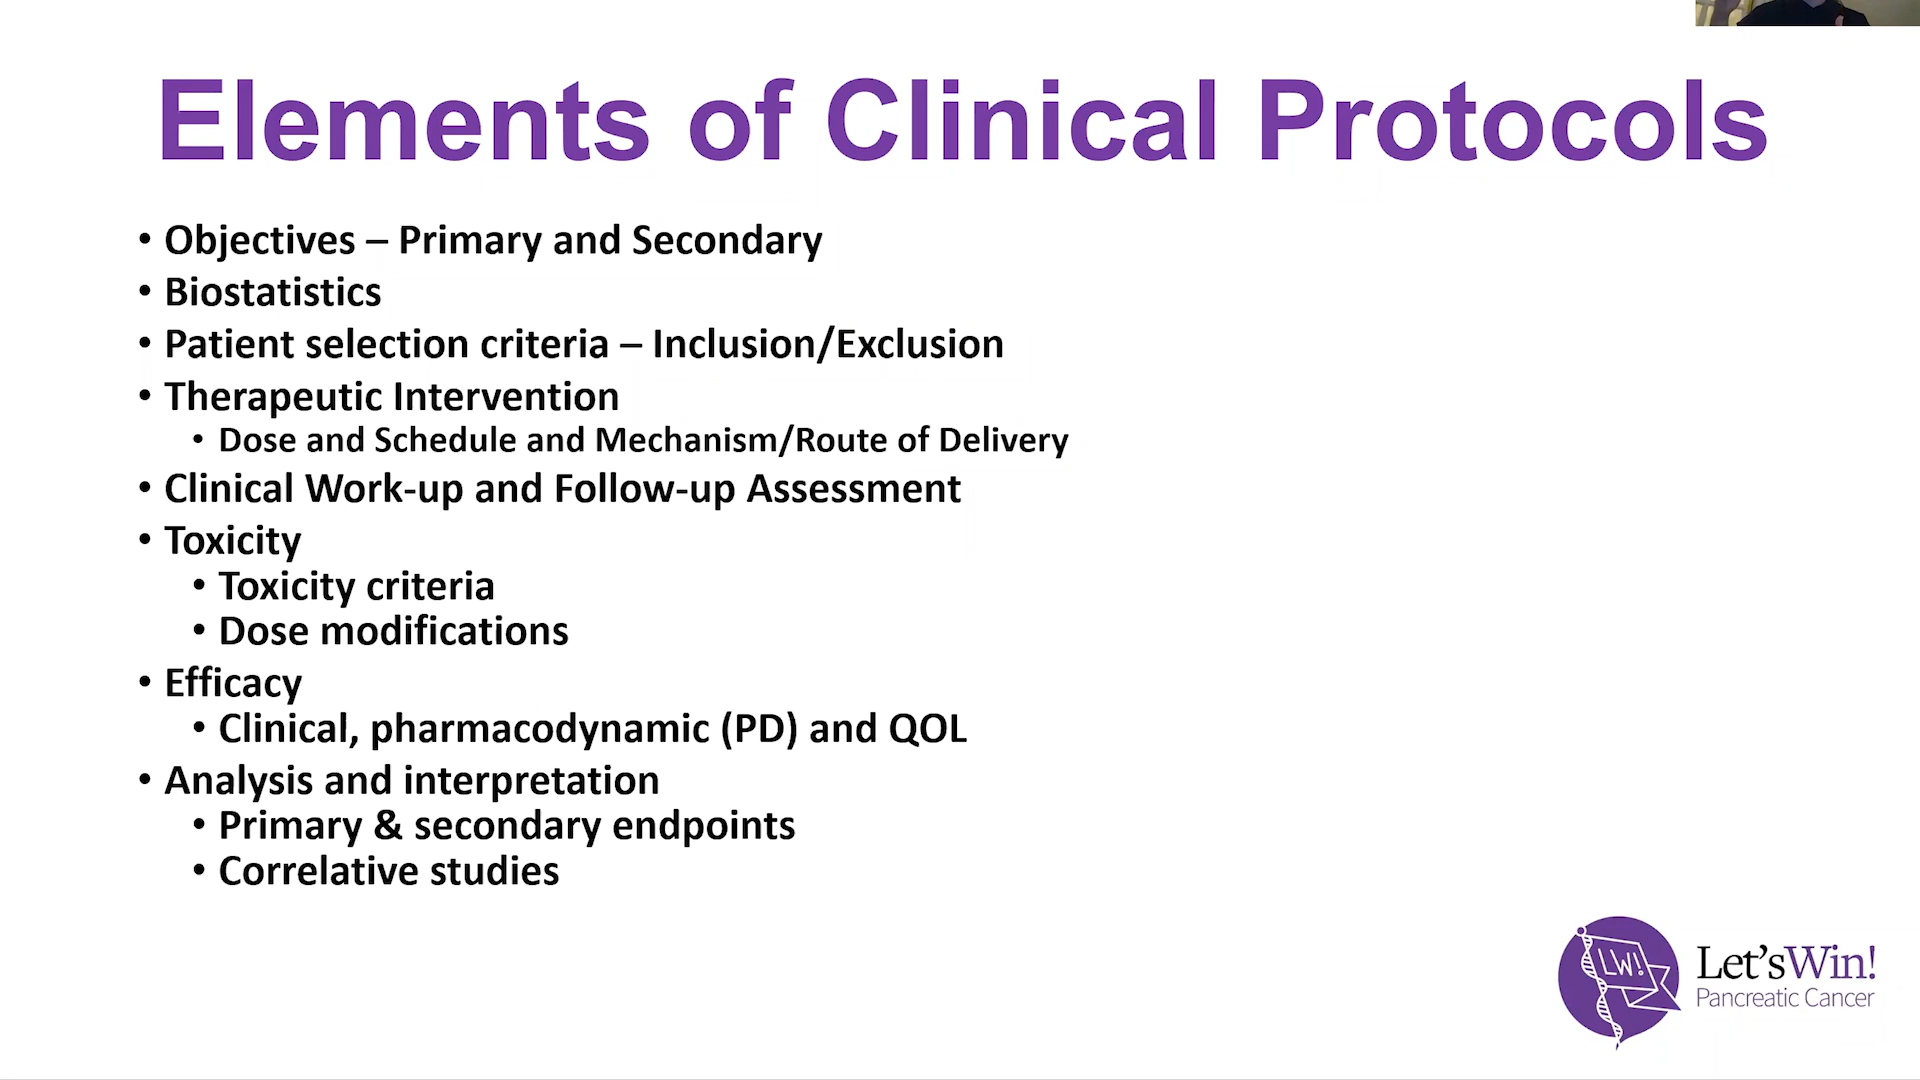 Elements of Clinical Protocols
• Objectives – Primary and Secondary
• Biostatistics
• Patient selection criteria – Inclusion/Exclusion
• Therapeutic Intervention
• Dose and Schedule and Mechanism/Route of Delivery
• Clinical Work-up and Follow-up Assessment
• Toxicity
• Toxicity criteria
• Dose modifications
• Efficacy
• Clinical, pharmacodynamic (PD) and QOL
• Analysis and interpretation
• Primary & secondary endpoints
• Correlative studies
LW!
Let'sWin!
Pancreatic Cancer